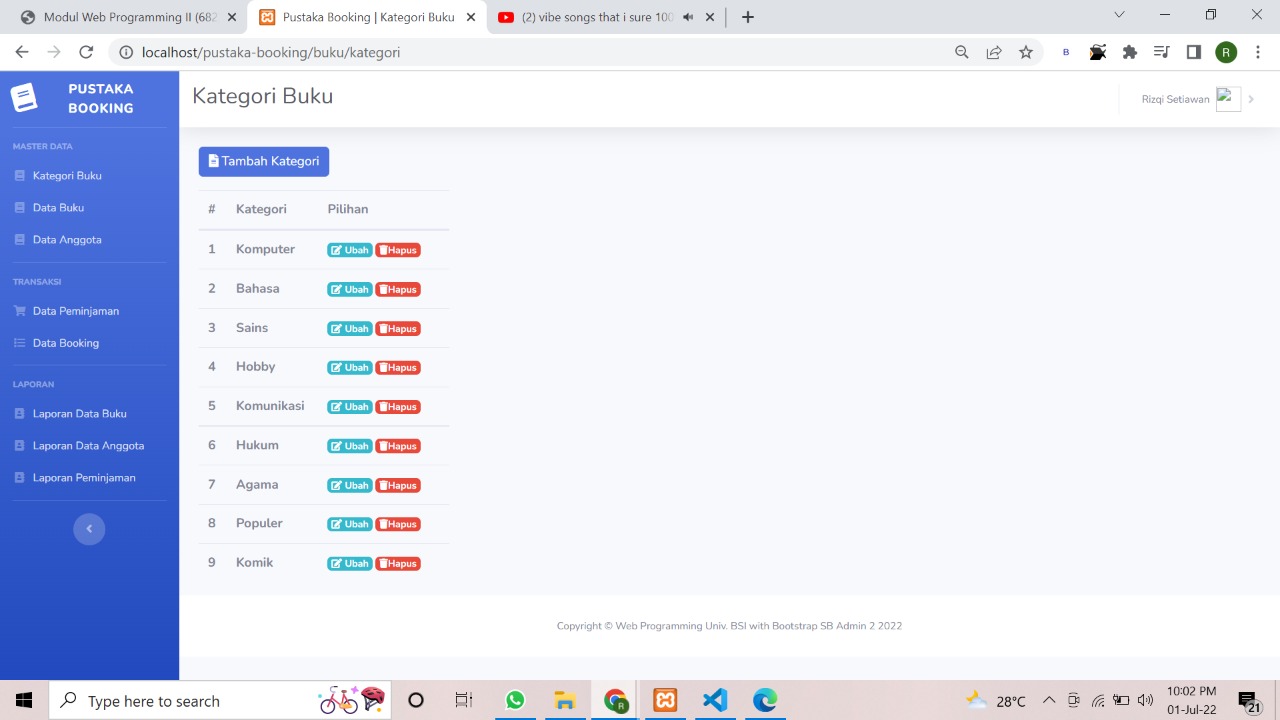 Modul Web Programming II (682
Pustaka Booking | Kategori Buku
(2) vibe songs that i sure 100
localhost/pustaka-booking/buku/kategori
B
R
PUSTAKA
BOOKING
Kategori Buku
Rizqi Setiawan
MASTER DATA
Kategori Buku
Data Buku
Data Anggota
TRANSAKSI
Data Peminjaman
Data Booking
LAPORAN
Laporan Data Buku
Laporan Data Anggota
Laporan Peminjaman
Tambah Kategori
# Kategori Pilihan
1 Komputer Ubah Hapus
2 Bahasa Ubah Hapus
3 Sains Ubah Hapus
4 Hobby Ubah Hapus
5 Komunikasi Ubah Hapus
6 Hukum Ubah Hapus
7 Agama Ubah Hapus
8 Populer Ubah Hapus
9 Komik Ubah Hapus
Copyright © Web Programming Univ. BSI with Bootstrap SB Admin 2 2022
Type here to search
R
28°C
10:02 PM
01-Jul-22
21